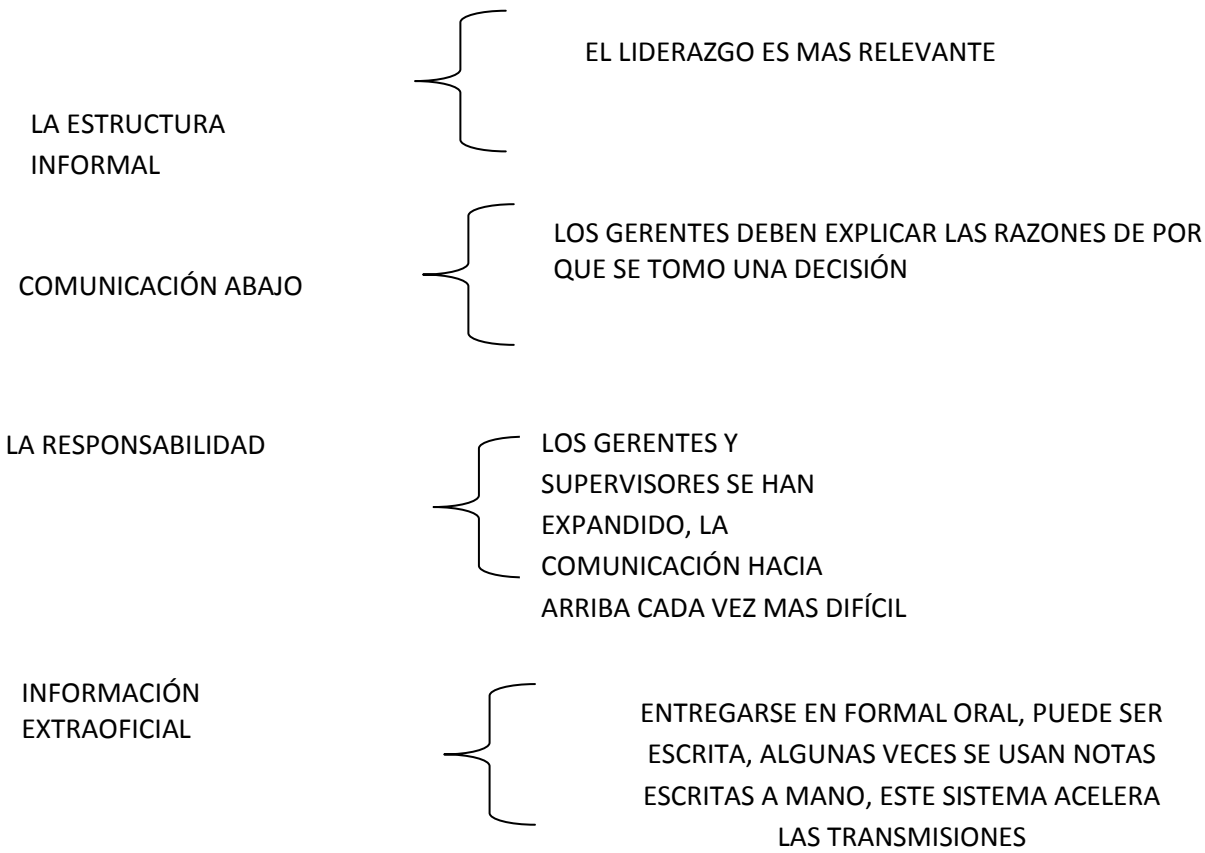 EL LIDERAZGO ES MAS RELEVANTE
LA ESTRUCTURA
INFORMAL
LOS GERENTES DEBEN EXPLICAR LAS RAZONES DE POR
QUE SE TOMO UNA DECISIÓN
COMUNICACIÓN ABAJO
LA RESPONSABILIDAD
LOS GERENTES Y
SUPERVISORES SE HAN
EXPANDIDO, LA
COMUNICACIÓN HACIA
ARRIBA CADA VEZ MAS DIFÍCIL
INFORMACIÓN
EXTRAOFICIAL
ENTREGARSE EN FORMAL ORAL, PUEDE SER
ESCRITA, ALGUNAS VECES SE USAN NOTAS
ESCRITAS A MANO, ESTE SISTEMA ACELERA
LAS TRANSMISIONES